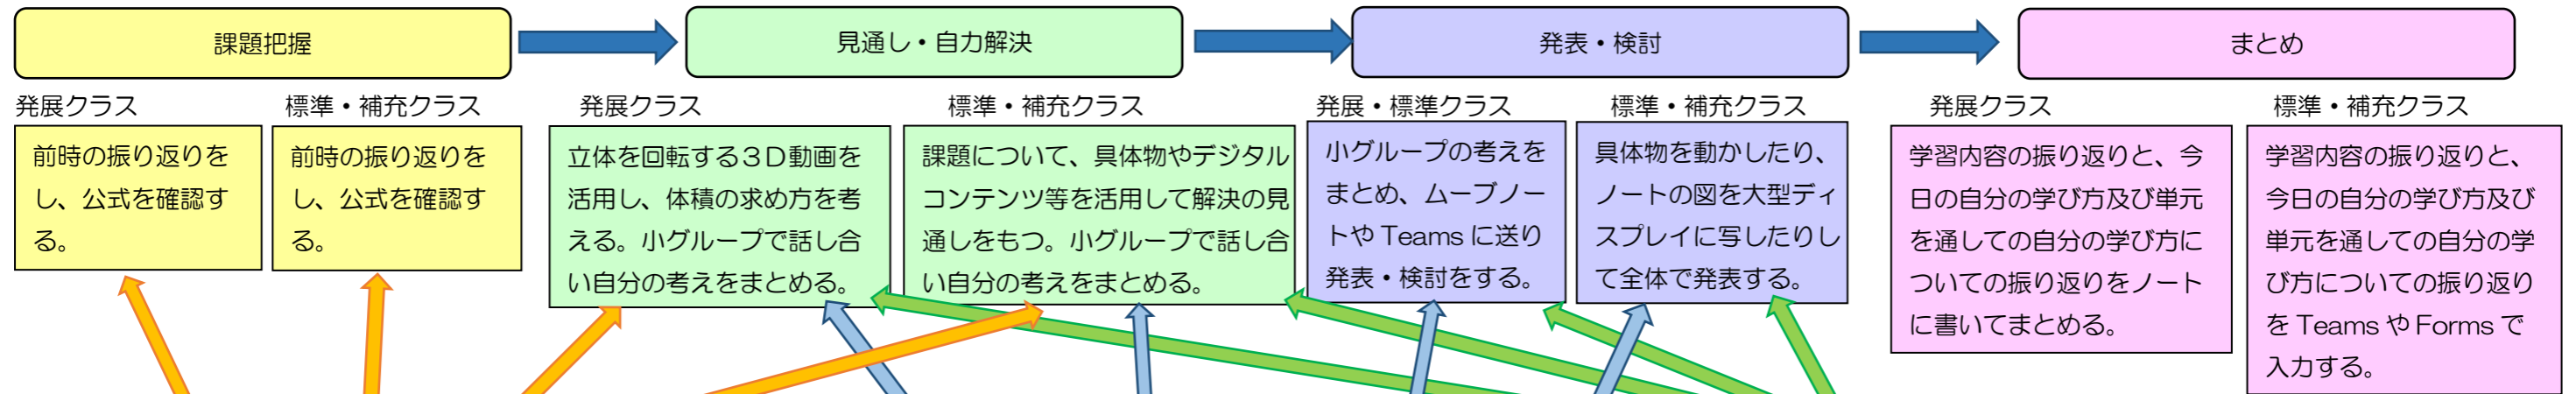 課題把握
見通し・自力解決
発表・検討
まとめ
発展クラス
標準・補充クラス
発展クラス
標準・補充クラス
発展・標準クラス
標準・補充クラス
発展クラス
標準・補充クラス
前時の振り返りを
し、公式を確認す
る。
前時の振り返りを
し、公式を確認す
る。
立体を回転する３Ｄ動画を
活用し、体積の求め方を考
える。小グループで話し合
い自分の考えをまとめる。
課題について、具体物やデジタル
コンテンツ等を活用して解決の見
通しをもつ。小グループで話し合
い自分の考えをまとめる。
小グループの考えを
まとめ、ムーブノー
トや Teams に送り
発表・検討をする。
具体物を動かしたり、
ノートの図を大型ディ
スプレイに写したりし
て全体で発表する。
学習内容の振り返りと、今
日の自分の学び方及び単元
を通しての自分の学び方に
ついての振り返りをノート
に書いてまとめる。
学習内容の振り返りと、
今日の自分の学び方及び
単元を通しての自分の学
び方についての振り返り
を Teams や Forms で
入力する。